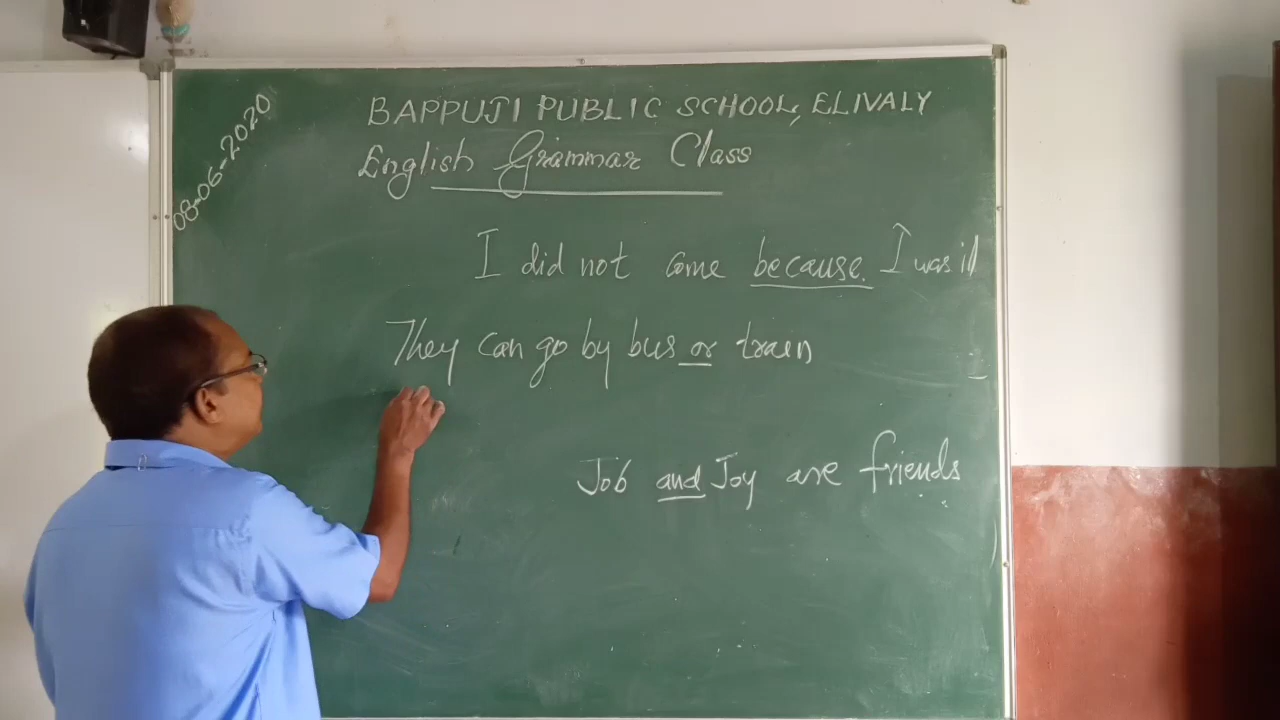 08-06-2020
BAPPUJI PUBLIC SCHOOL, ELIVALY
English Grammar Class
I did not come because. I was ill
They can go by bus or train
Job and Joy are friends